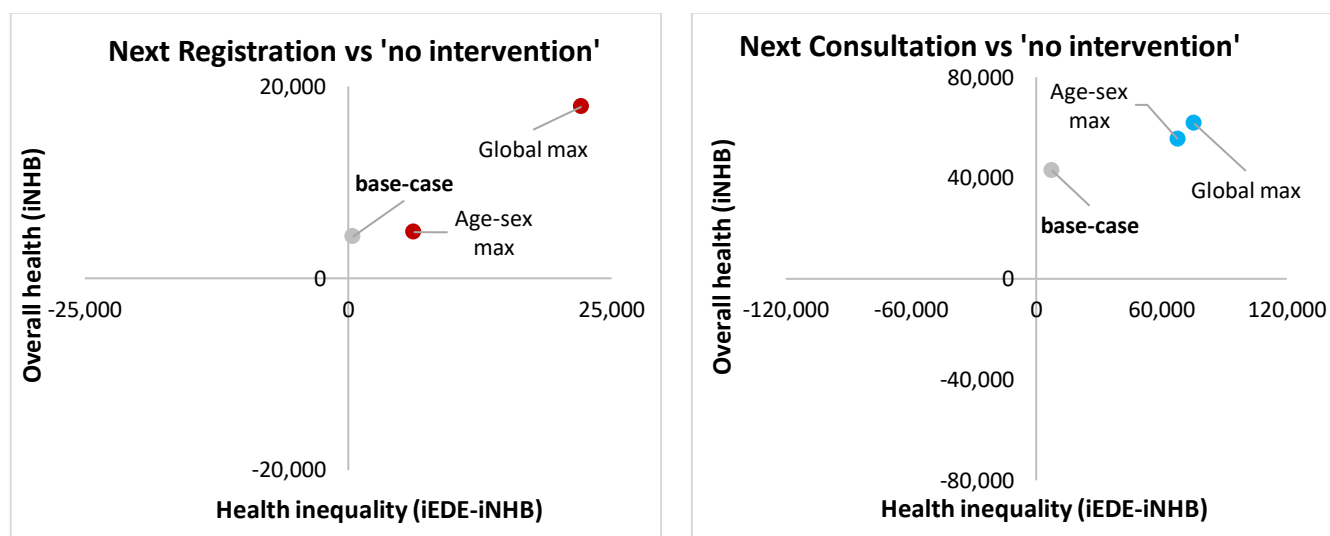 Next Registration vs 'no intervention'
20,000
Global max
base-case
Age-sex
max
0
-25,000
0
25,000
-20,000
Overall health (iNHB)
Health inequality (iEDE-iNHB)
Next Consultation vs 'no intervention'
80,000
Age-sex
max
40,000
Global max
base-case
0
-120,000
-60,000
0
60,000
120,000
-40,000
-80,000
Overall health (iNHB)
Health inequality (iEDE-iNHB)